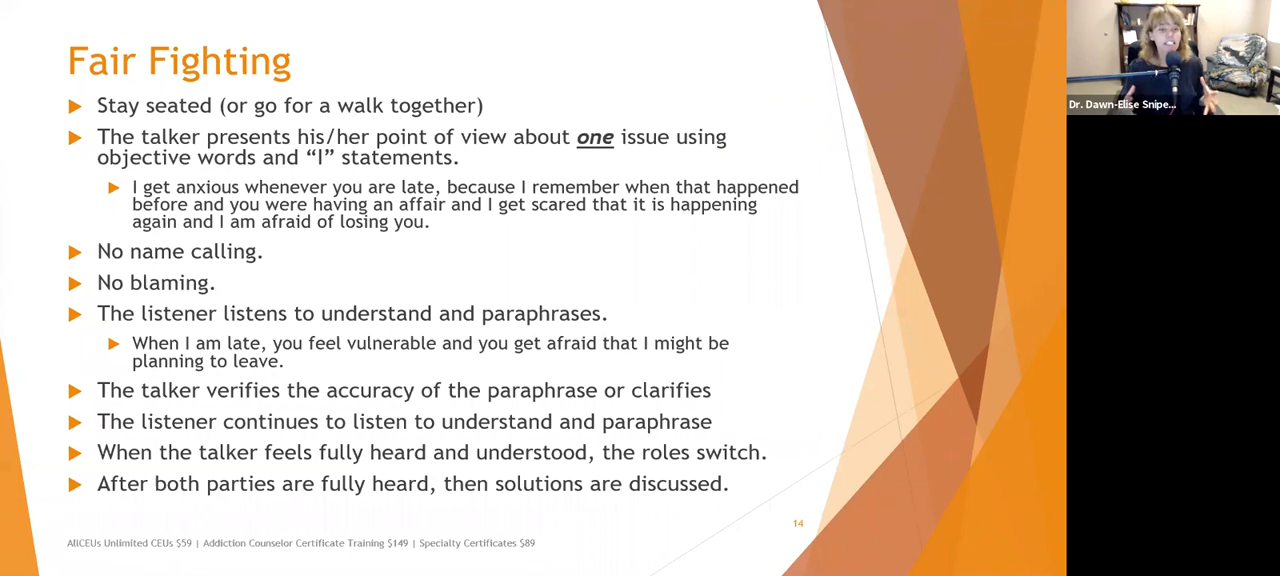 Fair Fighting
Stay seated (or go for a walk together)
The talker presents his/her point of view about one issue using
objective words and “I” statements.
I get anxious whenever you are late, because I remember when that happened
before and you were having an affair and I get scared that it is happening
again and I am afraid of losing you.
No name calling.
No blaming.
The listener listens to understand and paraphrases.
When I am late, you feel vulnerable and you get afraid that I might be
planning to leave.
The talker verifies the accuracy of the paraphrase or clarifies
The listener continues to listen to understand and paraphrase
When the talker feels fully heard and understood, the roles switch.
After both parties are fully heard, then solutions are discussed.
14
AllCEUs Unlimited CEUs $59 | Addiction Counselor Certificate Training $149 | Specialty Certificates $89
Dr. Dawn-Elise Snipe...